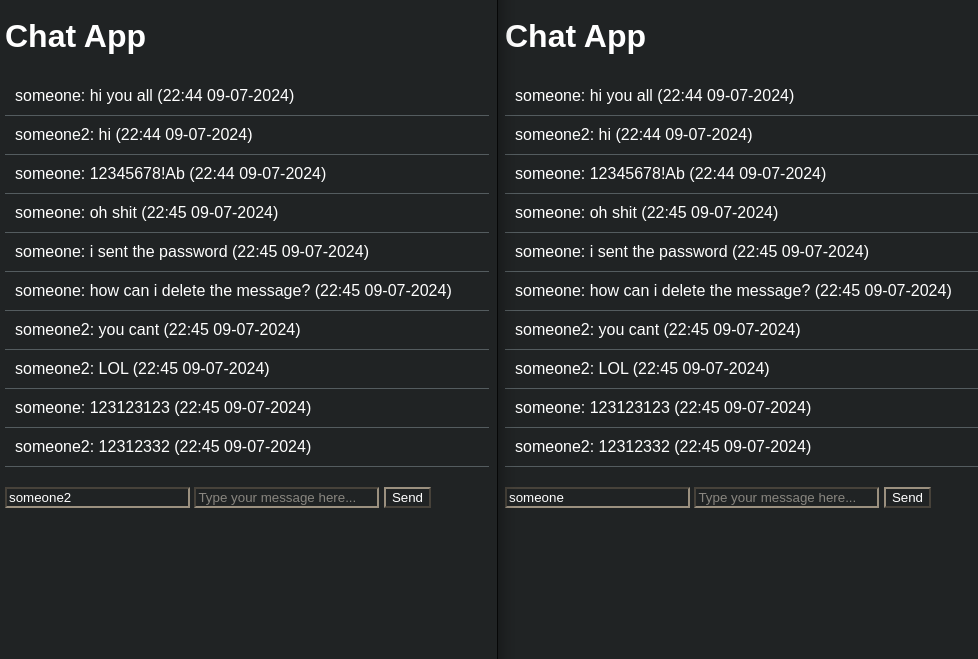 Chat App
someone: hi you all (22:44 09-07-2024)
someone2: hi (22:44 09-07-2024)
someone: 12345678!Ab (22:44 09-07-2024)
someone: oh shit (22:45 09-07-2024)
someone: i sent the password (22:45 09-07-2024)
someone: how can i delete the message? (22:45 09-07-2024)
someone2: you cant (22:45 09-07-2024)
someone2: LOL (22:45 09-07-2024)
someone: 123123123 (22:45 09-07-2024)
someone2: 12312332 (22:45 09-07-2024)
someone2 Type your message here... Send
Chat App
someone: hi you all (22:44 09-07-2024)
someone2: hi (22:44 09-07-2024)
someone: 12345678!Ab (22:44 09-07-2024)
someone: oh shit (22:45 09-07-2024)
someone: i sent the password (22:45 09-07-2024)
someone: how can i delete the message? (22:45 09-07-2024)
someone2: you cant (22:45 09-07-2024)
someone2: LOL (22:45 09-07-2024)
someone: 123123123 (22:45 09-07-2024)
someone2: 12312332 (22:45 09-07-2024)
someone Type your message here... Send